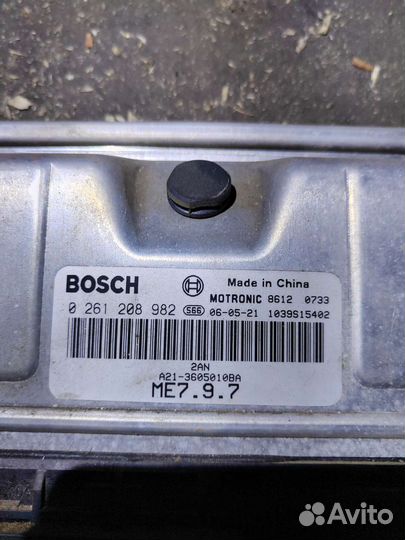 BOSCH
Made in China
MOTRONIC 8612 0733
0 261 208 982 S66 06-05-21 1039S15402
2AN
A21-3605010BA
ME7.9.7
Avito